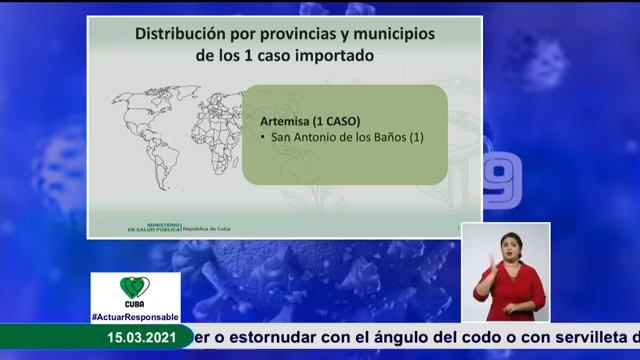 Distribución por provincias y municipios
de los 1 caso importado
Artemisa (1 CASO)
• San Antonio de los Baños (1)
MINISTERIO
DE SALUD PÚBLICA
República de Cuba
9
CUBA
#ActuarResponsable
15.03.2021
er o estornudar con el ángulo del codo o con servilleta d